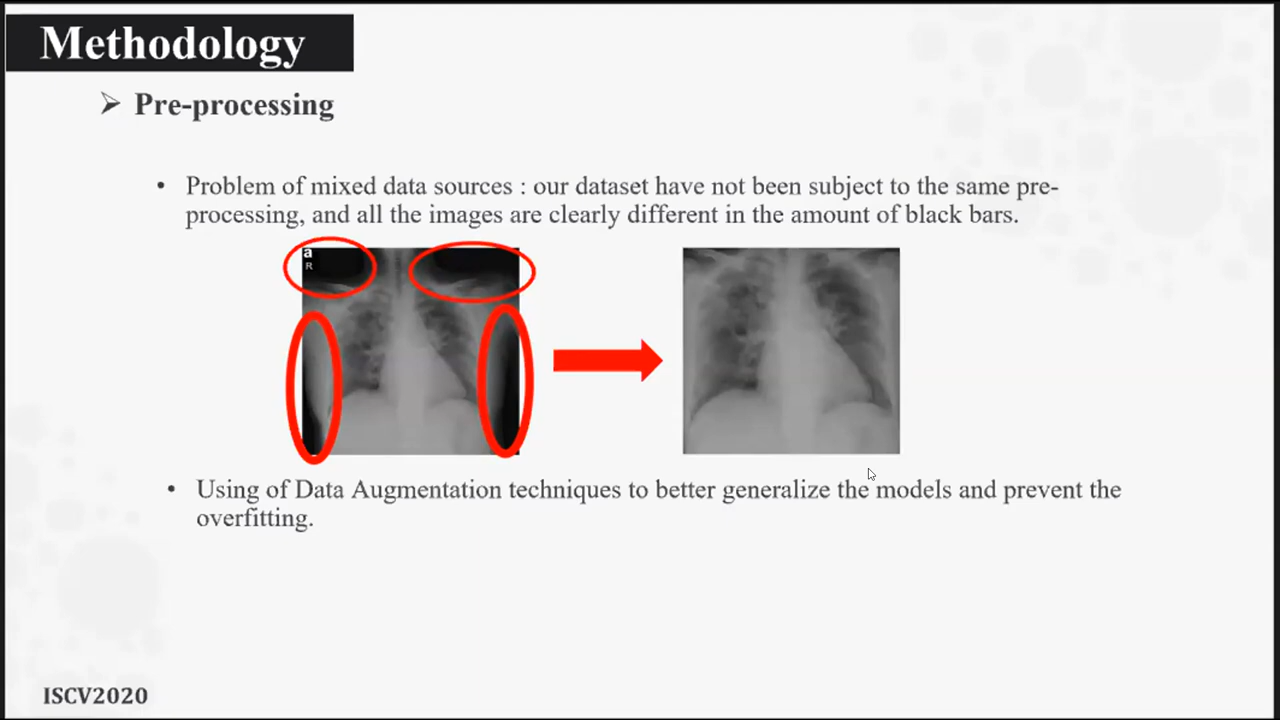 Methodology
➢ Pre-processing
• Problem of mixed data sources : our dataset have not been subject to the same pre-
processing, and all the images are clearly different in the amount of black bars.
a
R
• Using of Data Augmentation techniques to better generalize the models and prevent the
overfitting.
ISCV2020